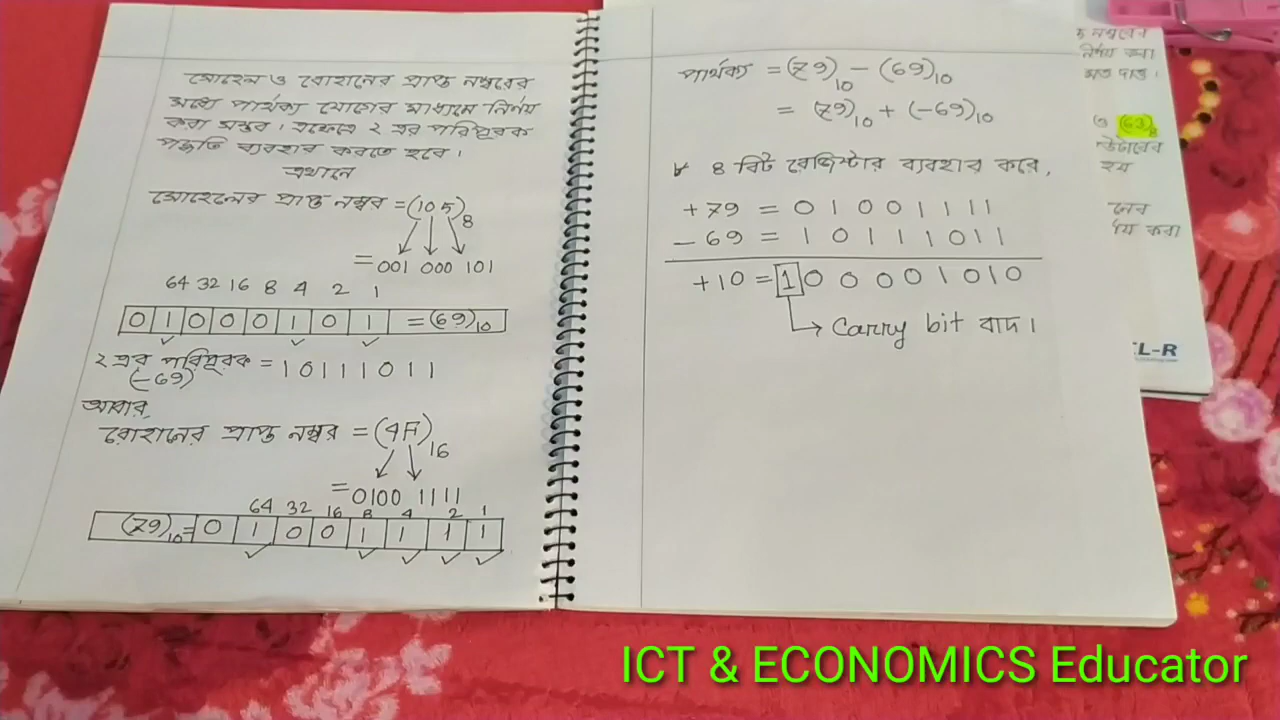 সোহেল ও রোহানের প্রাপ্ত নম্বরের
মধ্যে পার্থক্য যোগের মাধ্যমে নির্ণয়
করা সম্ভব। এক্ষেত্রে ২ এর পরিপূরক
পদ্ধতি ব্যবহার করতে হবে।
এখানে
সোহেলের প্রাপ্ত নম্বর = (105)8
= 001 000 101
64 32 16 8 4 2 1
0 1 0 0 0 1 0 1 = (69)10
২ এর পরিপূরক = 1 0 1 1 1 0 1 1
(-69)
আবার,
রোহানের প্রাপ্ত নম্বর = (4F)16
= 0100 1111
64 32 16 8 4 2 1
(79)10 = 0 1 0 0 1 1 1 1
পার্থক্য = (79)10 - (69)10
= (79)10 + (-69)10
8 বিট রেজিস্টার ব্যবহার করে,
+79 = 0 1 0 0 1 1 1 1
-69 = 1 0 1 1 1 0 1 1
+10 = 1 0 0 0 0 1 0 1 0
Carry bit বাদ।
ও (63)8
হয়
করা
EL-R
ICT & ECONOMICS Educator